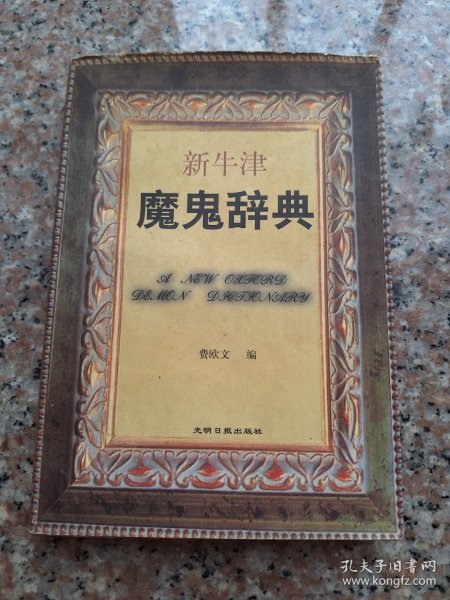 新牛津
魔鬼辞典
A NEW OXFORD
DEMON DICTIONARY
费欧文 编
光明日报出版社
孔夫子旧书网
www.kongfz.com